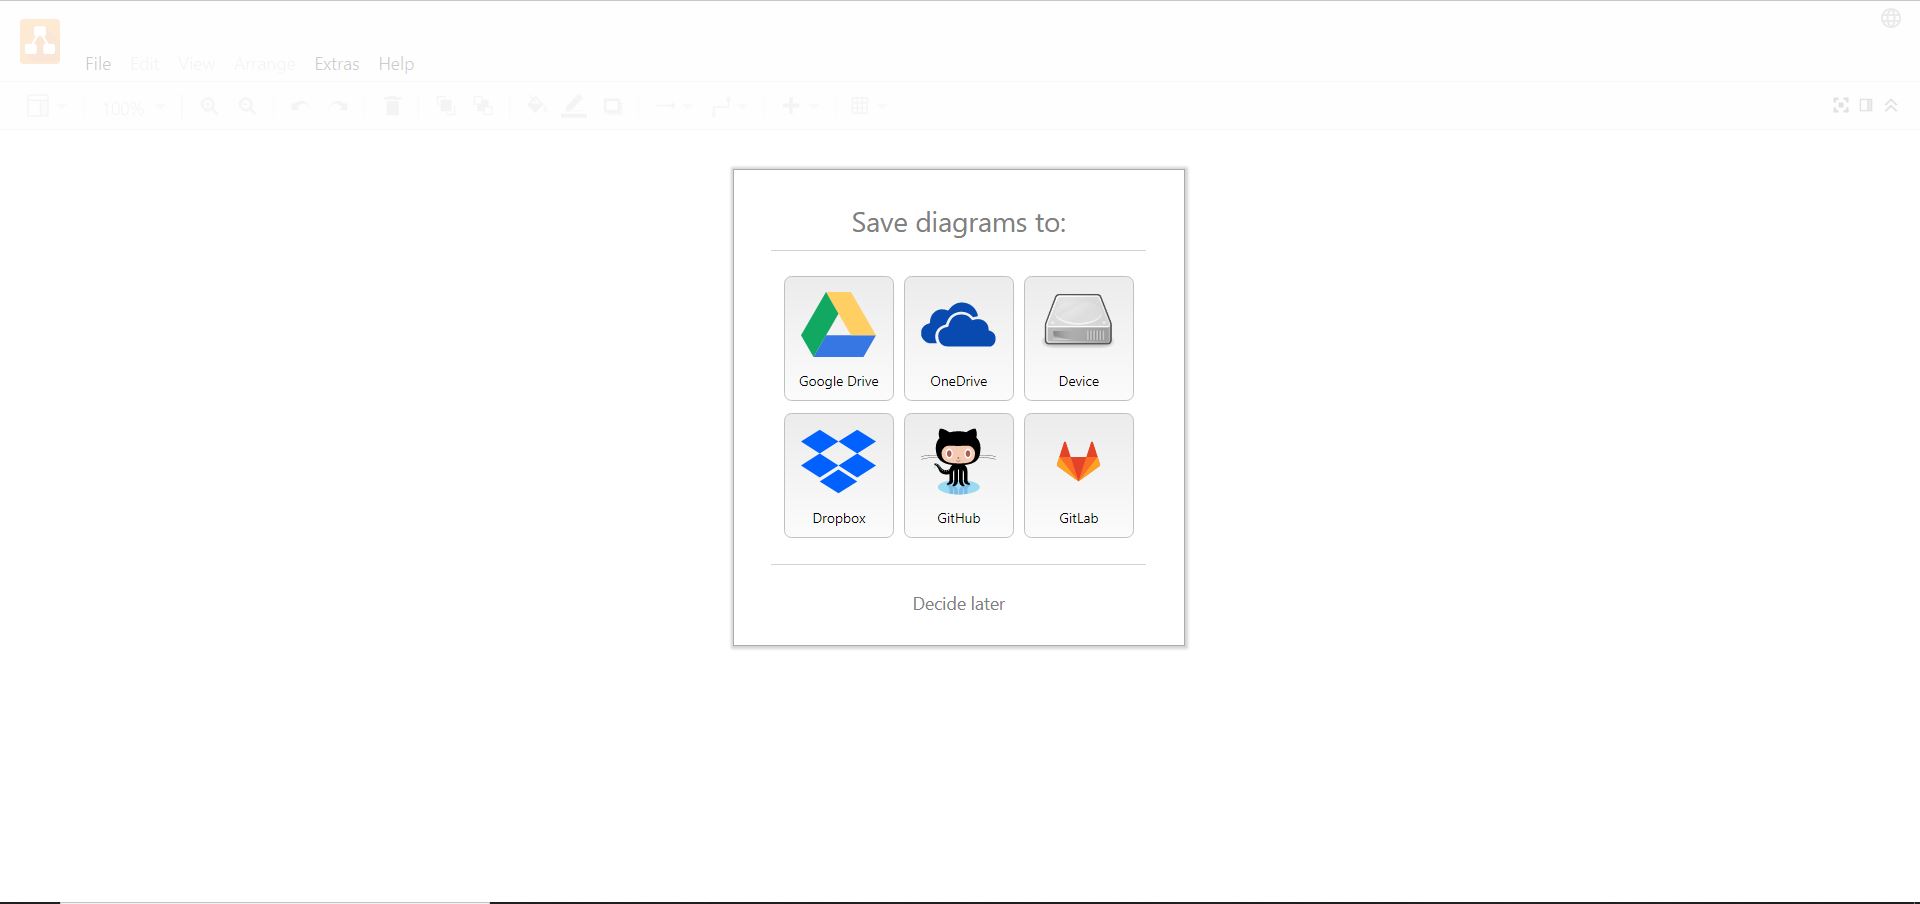 File Edit View Arrange Extras Help
100%
Save diagrams to:
Google Drive OneDrive Device
Dropbox GitHub GitLab
Decide later